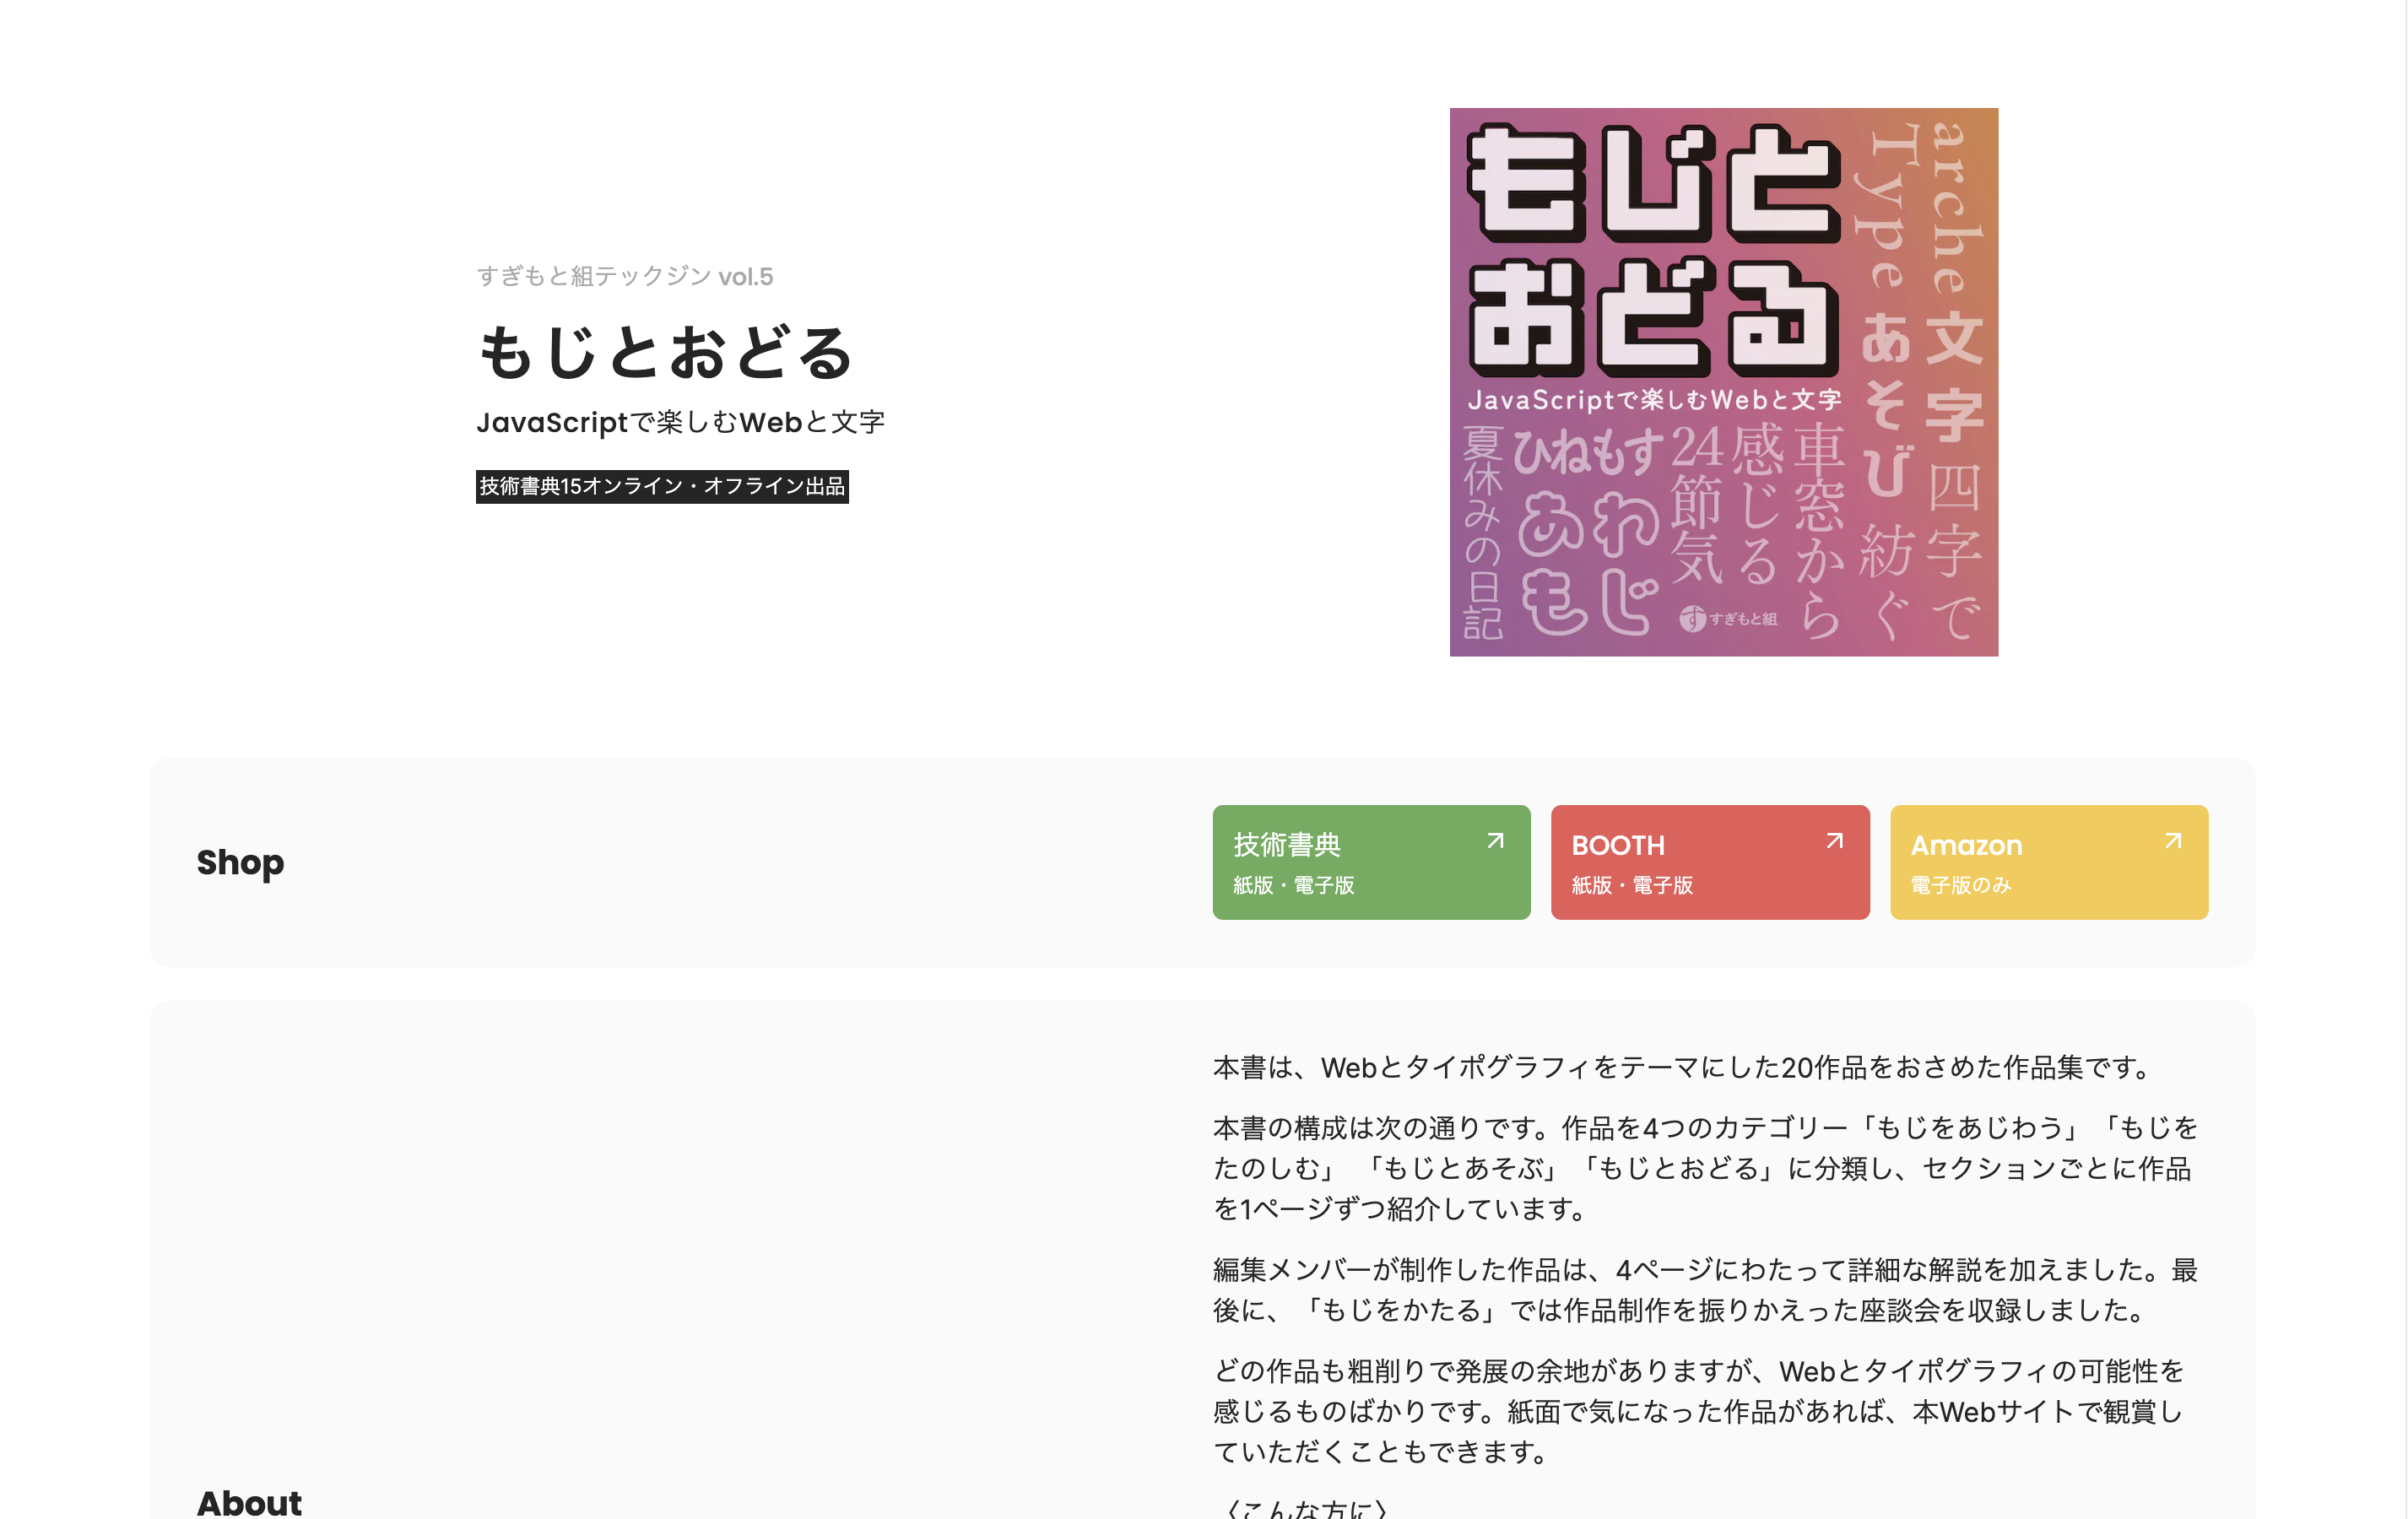 すぎもと組テックジン vol.5
もじとおどる
JavaScriptで楽しむWebと文字
技術書典15オンライン・オフライン出品
もじと
おどる
JavaScriptで楽しむWebと文字
arche
Type
文字
あそび
四字で
紡ぐ
車窓から
感じる
24節気
ひねもす
あわ
もじ
夏休みの日記
す すぎもと組
Shop
技術書典
紙版・電子版
BOOTH
紙版・電子版
Amazon
電子版のみ
About
本書は、Webとタイポグラフィをテーマにした20作品をおさめた作品集です。
本書の構成は次の通りです。作品を4つのカテゴリー「もじをあじわう」「もじを
たのしむ」 「もじとあそぶ」「もじとおどる」に分類し、セクションごとに作品
を1ページずつ紹介しています。
編集メンバーが制作した作品は、4ページにわたって詳細な解説を加えました。最
後に、「もじをかたる」では作品制作を振りかえった座談会を収録しました。
どの作品も粗削りで発展の余地がありますが、Webとタイポグラフィの可能性を
感じるものばかりです。紙面で気になった作品があれば、本Webサイトで観賞し
ていただくこともできます。
〈こんな方に〉